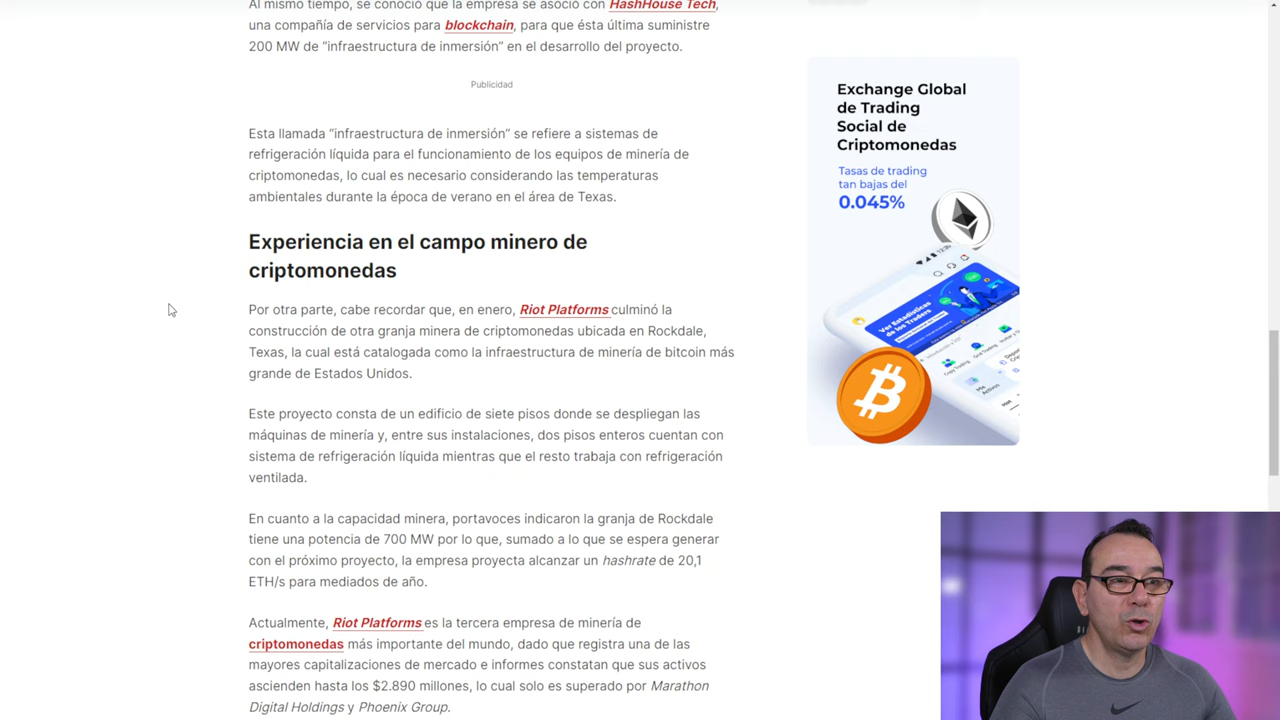 Al mismo tiempo, se conoció que la empresa se asoció con HashHouse Tech,
una compañía de servicios para blockchain, para que ésta última suministre
200 MW de “infraestructura de inmersión” en el desarrollo del proyecto.
Publicidad
Esta llamada “infraestructura de inmersión” se refiere a sistemas de
refrigeración líquida para el funcionamiento de los equipos de minería de
criptomonedas, lo cual es necesario considerando las temperaturas
ambientales durante la época de verano en el área de Texas.
Experiencia en el campo minero de
criptomonedas
Por otra parte, cabe recordar que, en enero, Riot Platforms culminó la
construcción de otra granja minera de criptomonedas ubicada en Rockdale,
Texas, la cual está catalogada como la infraestructura de minería de bitcoin más
grande de Estados Unidos.
Este proyecto consta de un edificio de siete pisos donde se despliegan las
máquinas de minería y, entre sus instalaciones, dos pisos enteros cuentan con
sistema de refrigeración líquida mientras que el resto trabaja con refrigeración
ventilada.
En cuanto a la capacidad minera, portavoces indicaron la granja de Rockdale
tiene una potencia de 700 MW por lo que, sumado a lo que se espera generar
con el próximo proyecto, la empresa proyecta alcanzar un hashrate de 20,1
ETH/s para mediados de año.
Actualmente, Riot Platforms es la tercera empresa de minería de
criptomonedas más importante del mundo, dado que registra una de las
mayores capitalizaciones de mercado e informes constatan que sus activos
ascienden hasta los $2.890 millones, lo cual solo es superado por Marathon
Digital Holdings y Phoenix Group.
Exchange Global
de Trading
Social de
Criptomonedas
Tasas de trading
tan bajas del
0.045%
Ver Estadísticas
de los Traders
Copy Trading
Grid Trading